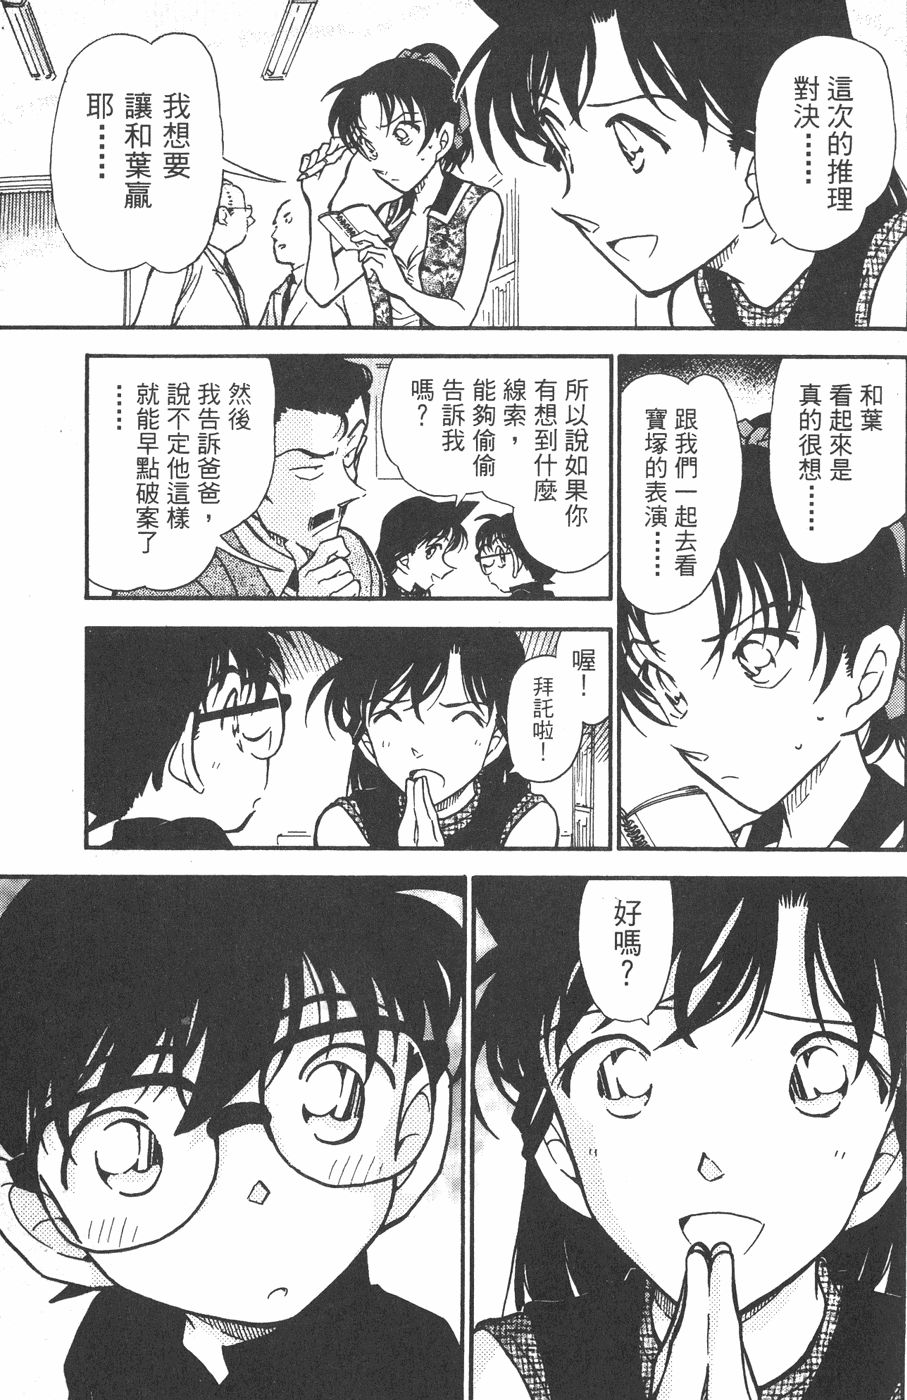 這次的推理
對決……
我想要
讓和葉贏
耶……
和葉
看起來是
真的很想……
跟我們一起去看
寶塚的表演……
所以說如果你
有想到什麼
線索，
能夠偷偷
告訴我
嗎？
然後
我告訴爸爸，
說不定他這樣
就能早點破案了
……
喔！
拜託啦！
好嗎？